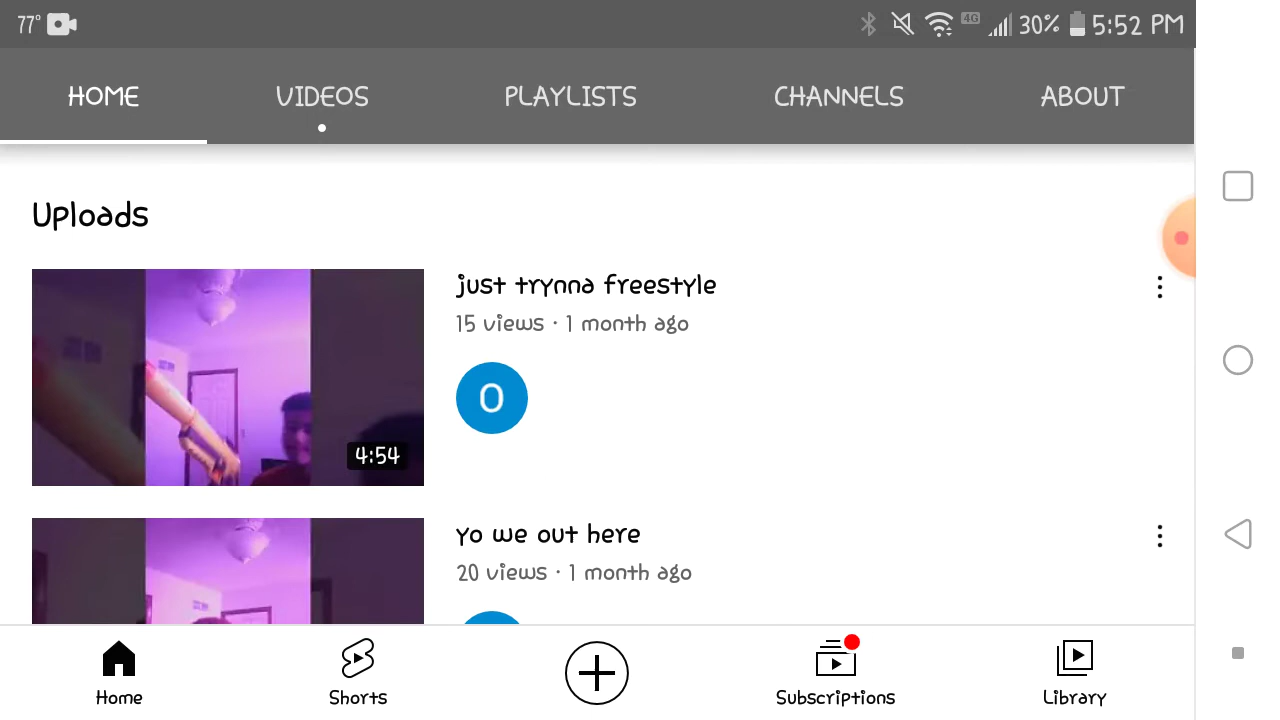 77°
4G 30% 5:52 PM
HOME VIDEOS PLAYLISTS CHANNELS ABOUT
Uploads
just trynna freestyle
15 views · 1 month ago
O
4:54
yo we out here
20 views · 1 month ago
Home Shorts Subscriptions Library